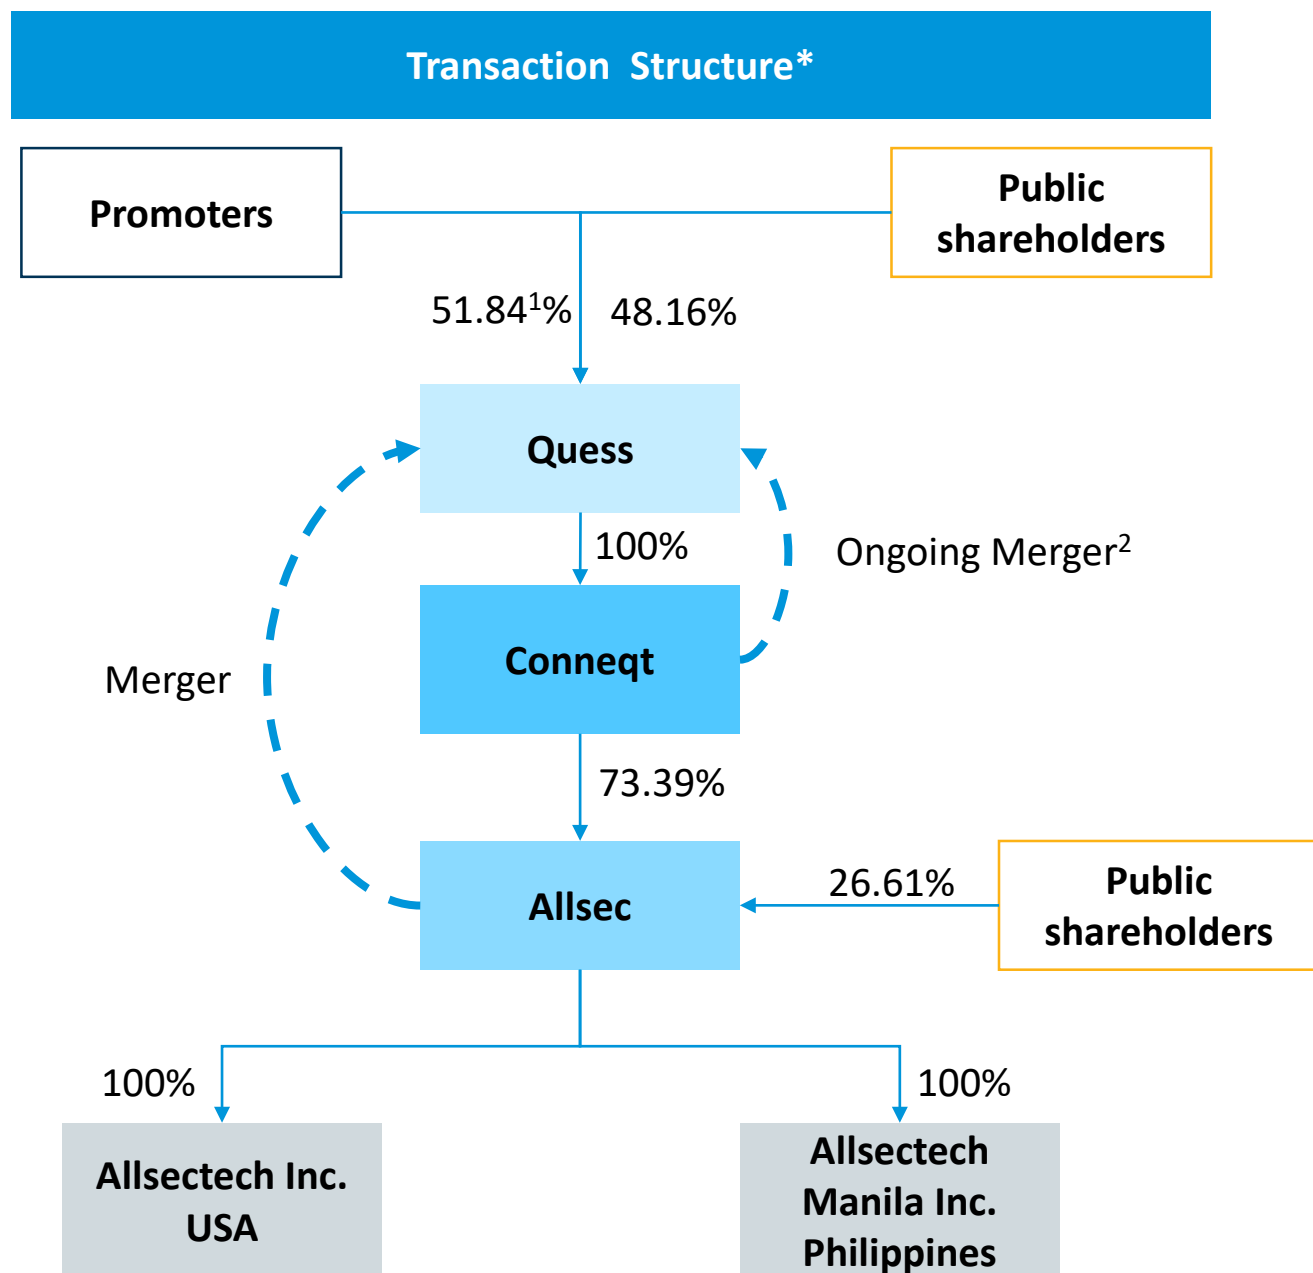 Transaction  Structure*
Promoters
Public
shareholders
51.84¹%
48.16%
Quess
100%
Ongoing Merger²
Conneqt
Merger
73.39%
26.61%
Allsec
Public
shareholders
100%
100%
Allsectech Inc.
USA
Allsectech
Manila Inc.
Philippines